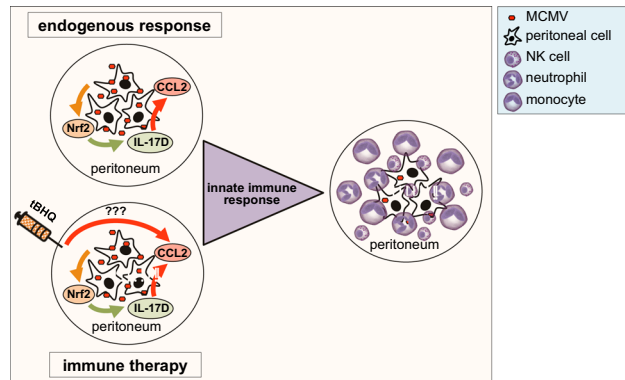 endogenous response
CCL2
Nrf2
IL-17D
peritoneum
tBHQ
???
CCL2
Nrf2
IL-17D
peritoneum
immune therapy
innate immune
response
peritoneum
MCMV
peritoneal cell
NK cell
neutrophil
monocyte